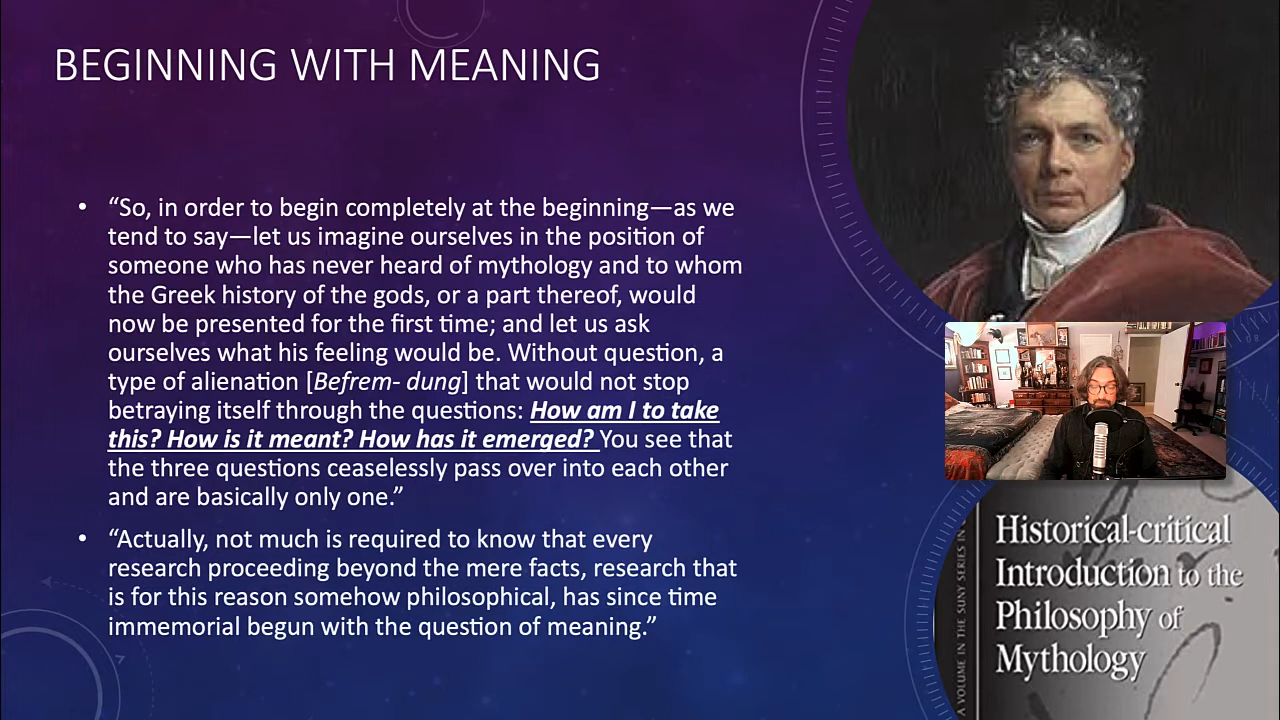 BEGINNING WITH MEANING
• “So, in order to begin completely at the beginning—as we
tend to say—let us imagine ourselves in the position of
someone who has never heard of mythology and to whom
the Greek history of the gods, or a part thereof, would
now be presented for the first time; and let us ask
ourselves what his feeling would be. Without question, a
type of alienation [Befrem- dung] that would not stop
betraying itself through the questions: How am I to take
this? How is it meant? How has it emerged? You see that
the three questions ceaselessly pass over into each other
and are basically only one.”
• “Actually, not much is required to know that every
research proceeding beyond the mere facts, research that
is for this reason somehow philosophical, has since time
immemorial begun with the question of meaning.”
A VOLUME IN THE SUNY SERIES IN
Historical-critical
Introduction to the
Philosophy of
Mythology